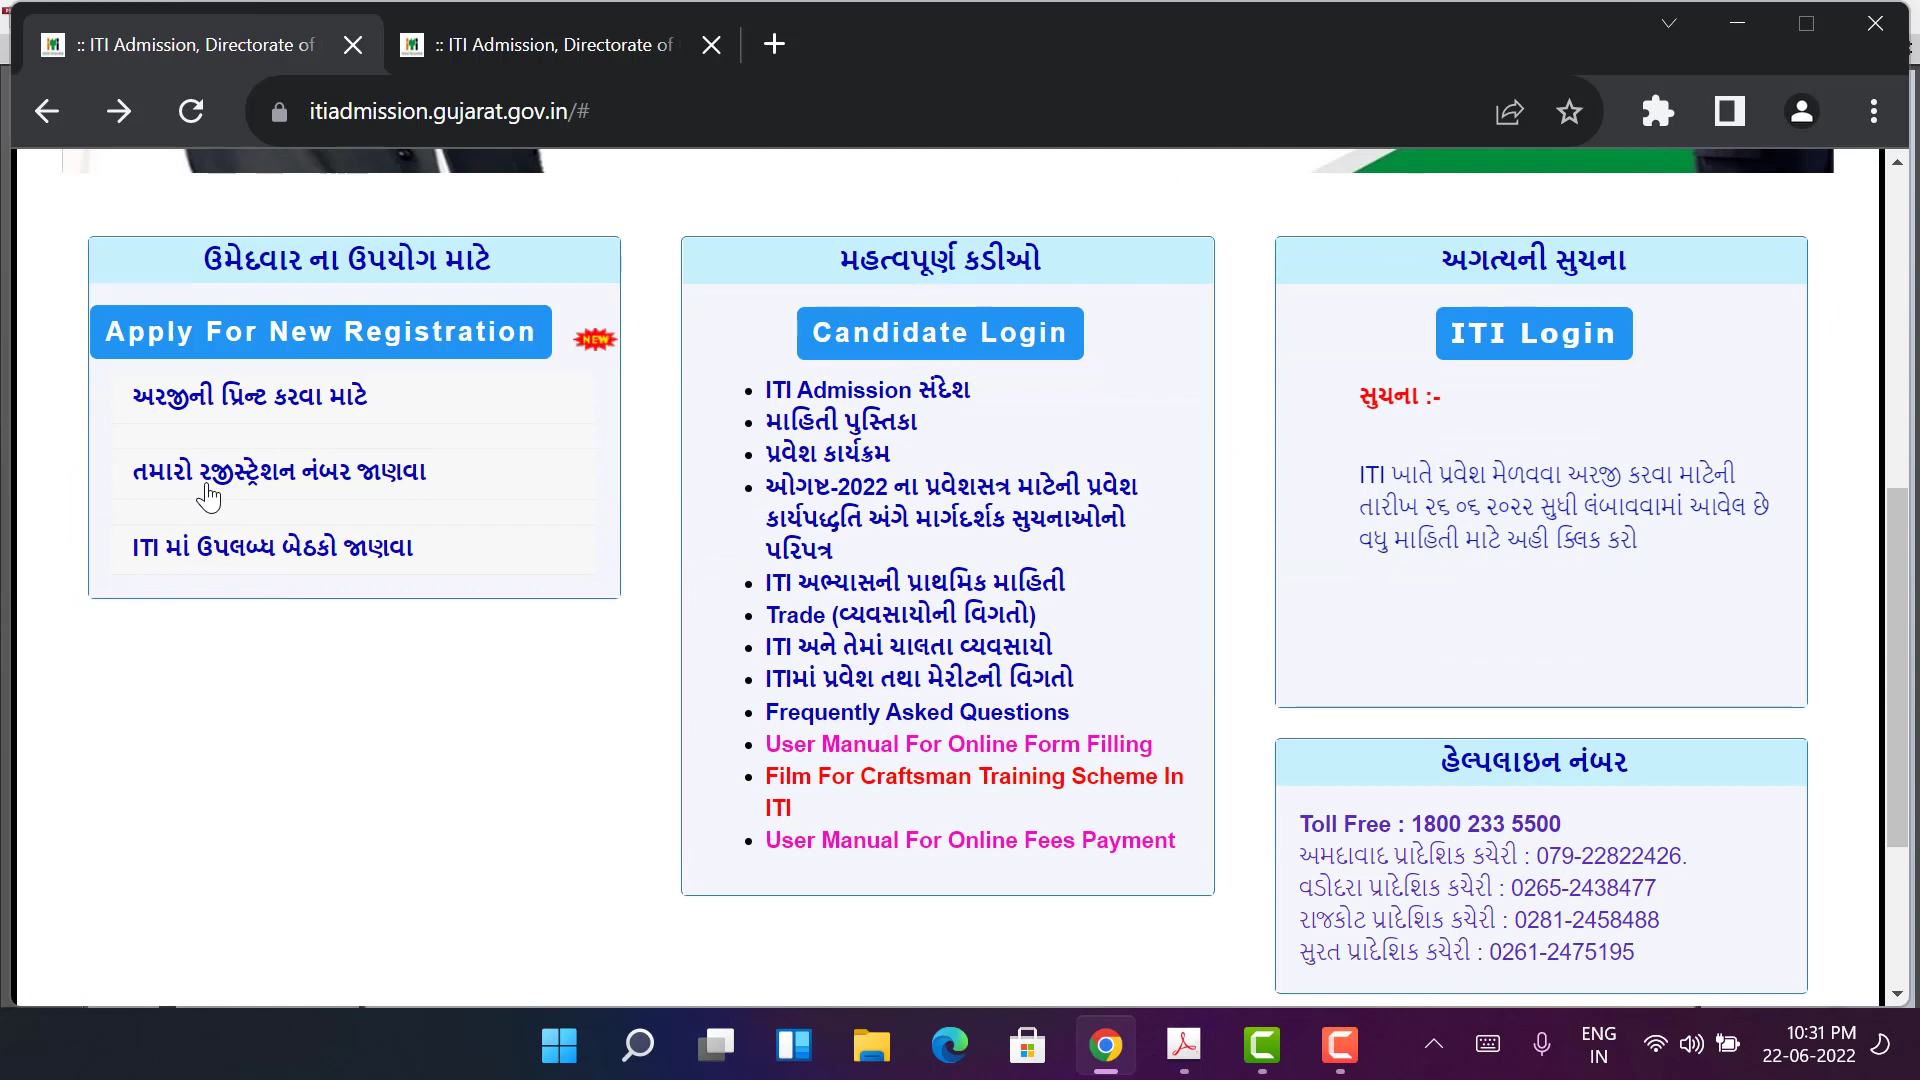 :: ITI Admission, Directorate of
:: ITI Admission, Directorate of
itiadmission.gujarat.gov.in/#
ઉમેદવાર ના ઉપયોગ માટે
Apply For New Registration
NEW
અરજીની પ્રિન્ટ કરવા માટે
તમારો રજીસ્ટ્રેશન નંબર જાણવા
ITI માં ઉપલબ્ધ બેઠકો જાણવા
મહત્વપૂર્ણ કડીઓ
Candidate Login
ITI Admission સંદેશ
માહિતી પુસ્તિકા
પ્રવેશ કાર્યક્રમ
ઓગષ્ટ-2022 ના પ્રવેશસત્ર માટેની પ્રવેશ
કાર્યપદ્ધતિ અંગે માર્ગદર્શક સુચનાઓનો
પરિપત્ર
ITI અભ્યાસની પ્રાથમિક માહિતી
Trade (વ્યવસાયોની વિગતો)
ITI અને તેમાં ચાલતા વ્યવસાયો
ITIમાં પ્રવેશ તથા મેરીટની વિગતો
Frequently Asked Questions
User Manual For Online Form Filling
Film For Craftsman Training Scheme In
ITI
User Manual For Online Fees Payment
અગત્યની સુચના
ITI Login
સુચના :-
ITI ખાતે પ્રવેશ મેળવવા અરજી કરવા માટેની
તારીખ ૨૬ ૦૬ ૨૦૨૨ સુધી લંબાવવામાં આવેલ છે
વધુ માહિતી માટે અહી ક્લિક કરો
હેલ્પલાઇન નંબર
Toll Free : 1800 233 5500
અમદાવાદ પ્રાદેશિક કચેરી : 079-22822426.
વડોદરા પ્રાદેશિક કચેરી : 0265-2438477
રાજકોટ પ્રાદેશિક કચેરી : 0281-2458488
સુરત પ્રાદેશિક કચેરી : 0261-2475195
ENG
IN
10:31 PM
22-06-2022